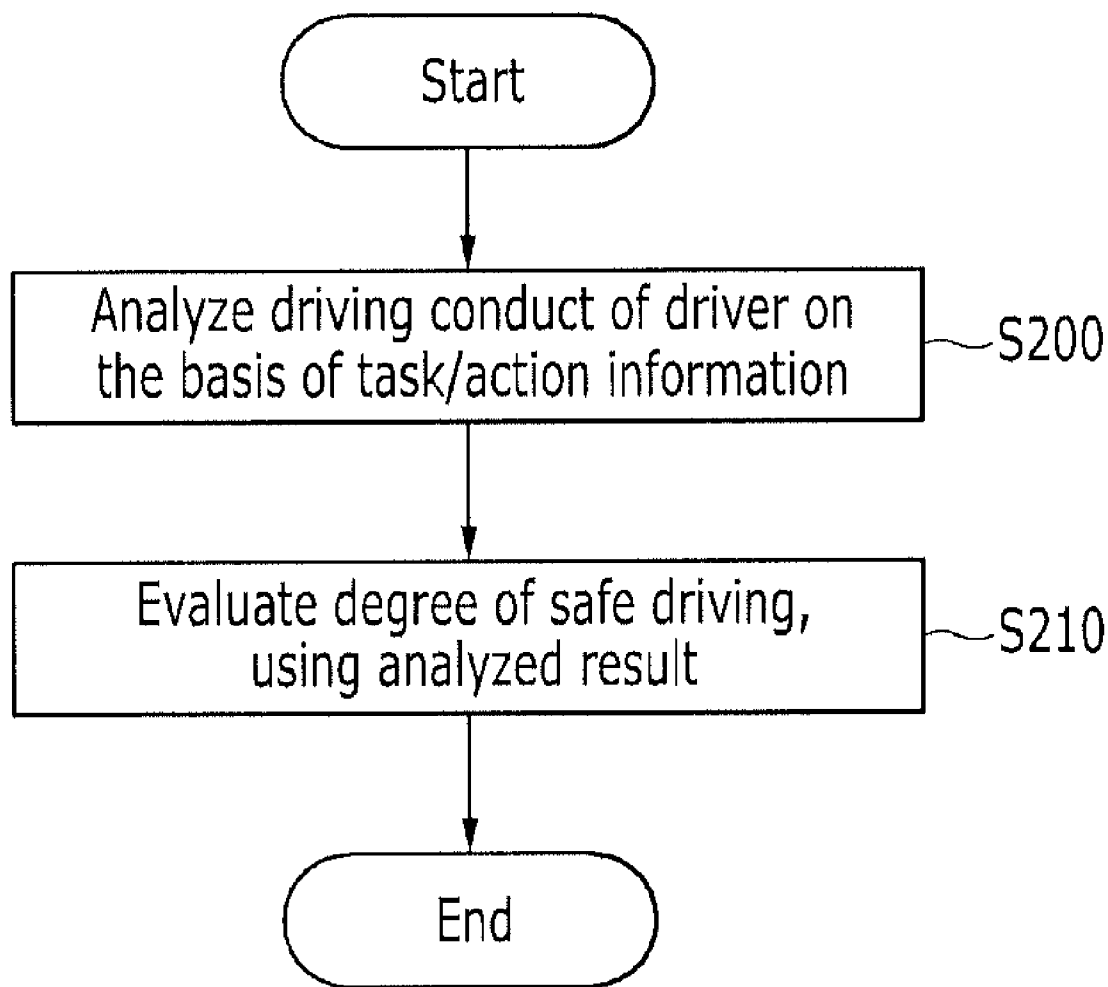 Start
Analyze driving conduct of driver on
the basis of task/action information
S200
Evaluate degree of safe driving,
using analyzed result
S210
End